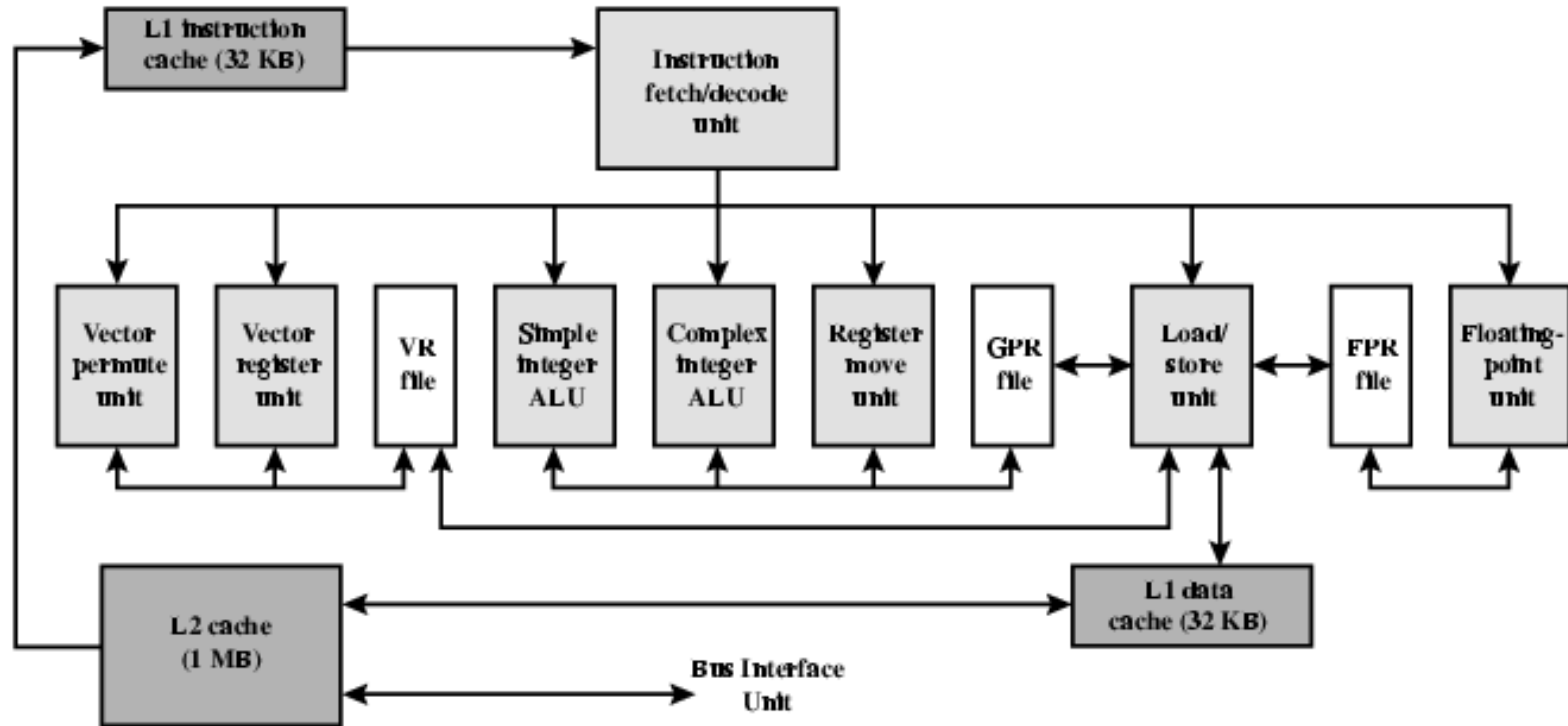 L1 instruction
cache (32 KB)
Instruction
fetch/decode
unit
Vector
permute
unit
Vector
register
unit
VR
file
Simple
integer
ALU
Complex
integer
ALU
Register
move
unit
GPR
file
Load/
store
unit
FPR
file
Floating-
point
unit
L2 cache
(1 MB)
L1 data
cache (32 KB)
Bus Interface
Unit